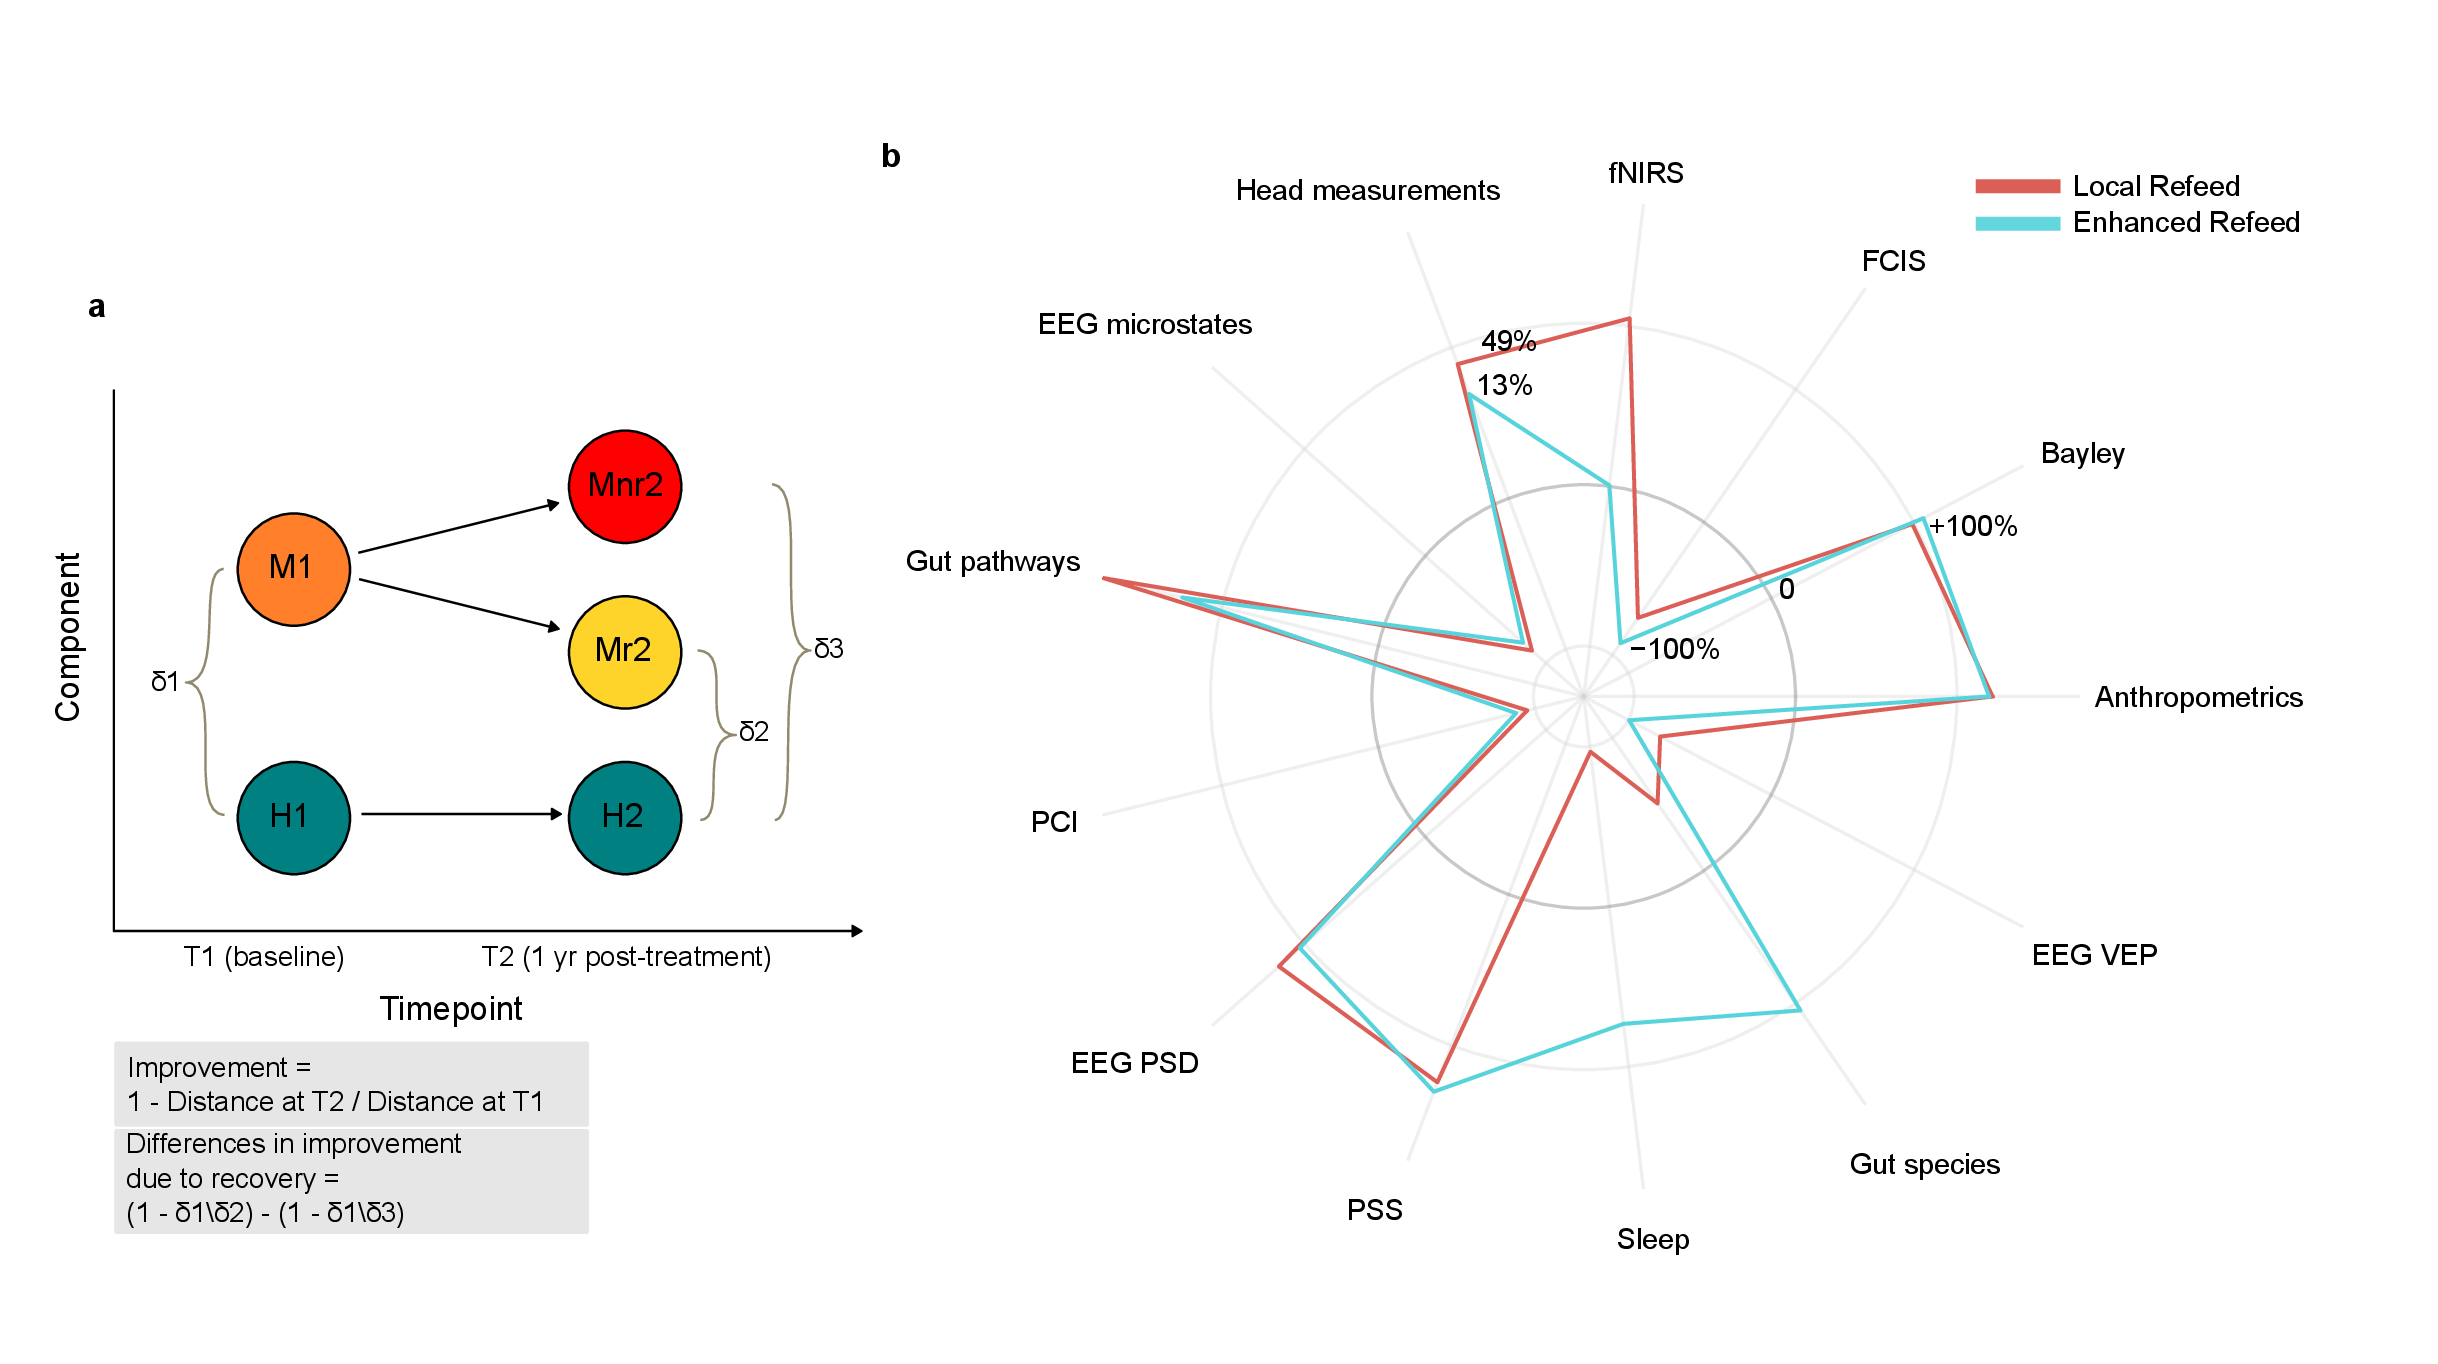 a
Component
M1
Mnr2
Mr2
H1
H2
δ1
δ2
δ3
T1 (baseline)
T2 (1 yr post-treatment)
Timepoint
Improvement =
1 - Distance at T2 / Distance at T1
Differences in improvement
due to recovery =
(1 - δ1\δ2) - (1 - δ1\δ3)
b
Local Refeed
Enhanced Refeed
fNIRS
Head measurements
FCIS
EEG microstates
49%
13%
Bayley
+100%
0
−100%
Gut pathways
Anthropometrics
PCI
EEG VEP
EEG PSD
Gut species
PSS
Sleep